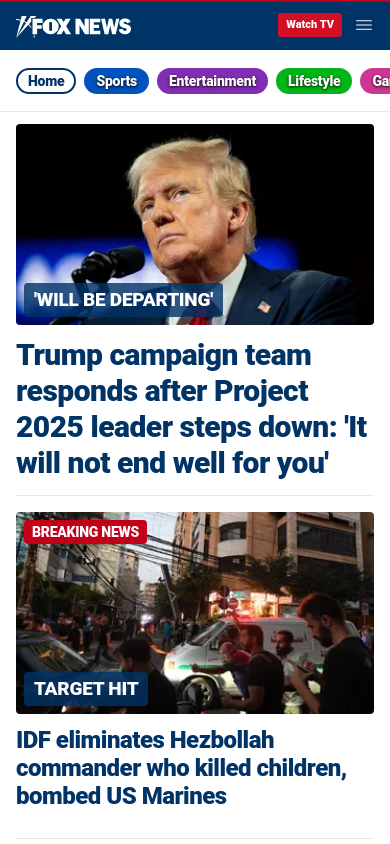 FOX NEWS
Watch TV
Home
Sports
Entertainment
Lifestyle
'WILL BE DEPARTING'
Trump campaign team
responds after Project
2025 leader steps down: 'It
will not end well for you'
BREAKING NEWS
TARGET HIT
IDF eliminates Hezbollah
commander who killed children,
bombed US Marines